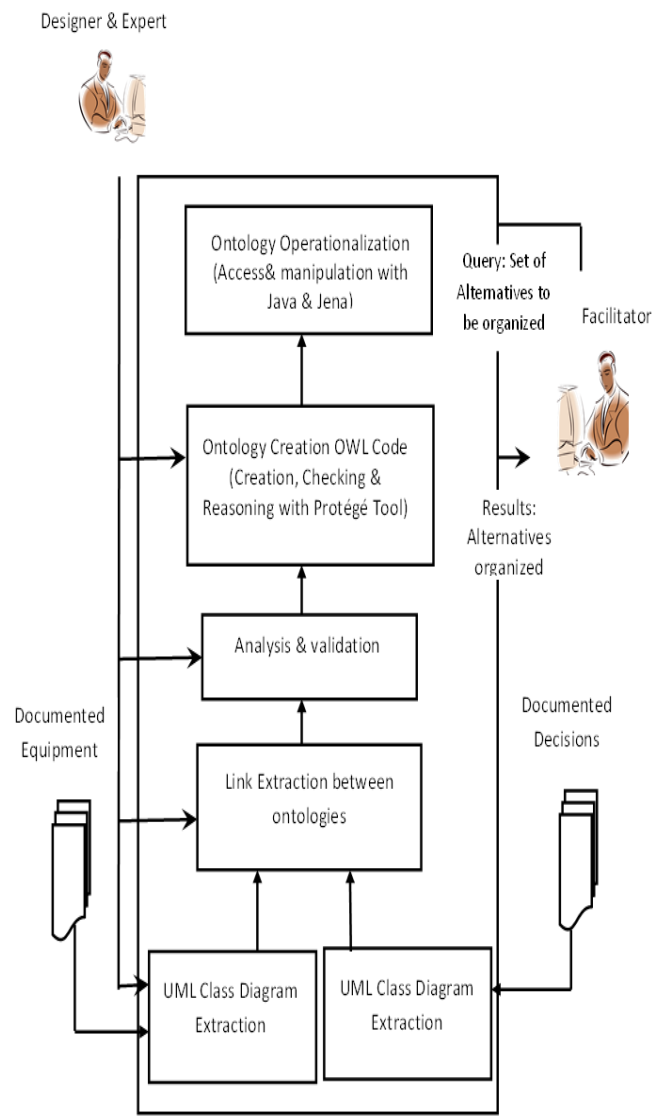 Designer & Expert
Ontology Operationalization
(Access& manipulation with
Java & Jena)
Query: Set of
Alternatives to
be organized
Facilitator
Ontology Creation OWL Code
(Creation, Checking &
Reasoning with Protégé Tool)
Results:
Alternatives
organized
Analysis & validation
Documented
Equipment
Documented
Decisions
Link Extraction between
ontologies
UML Class Diagram
Extraction
UML Class Diagram
Extraction